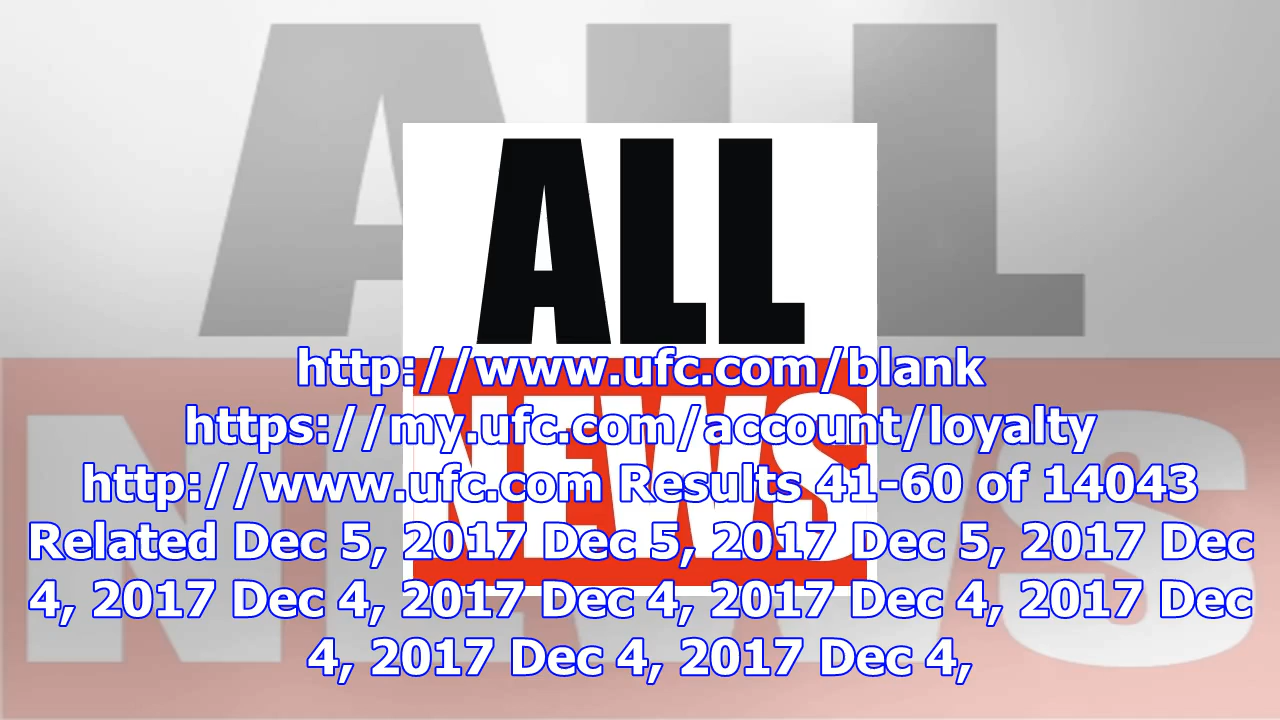 ALL
NEWS
http://www.ufc.com/blank
https://my.ufc.com/account/loyalty
http://www.ufc.com Results 41-60 of 14043
Related Dec 5, 2017 Dec 5, 2017 Dec 5, 2017 Dec
4, 2017 Dec 4, 2017 Dec 4, 2017 Dec 4, 2017 Dec
4, 2017 Dec 4, 2017 Dec 4,